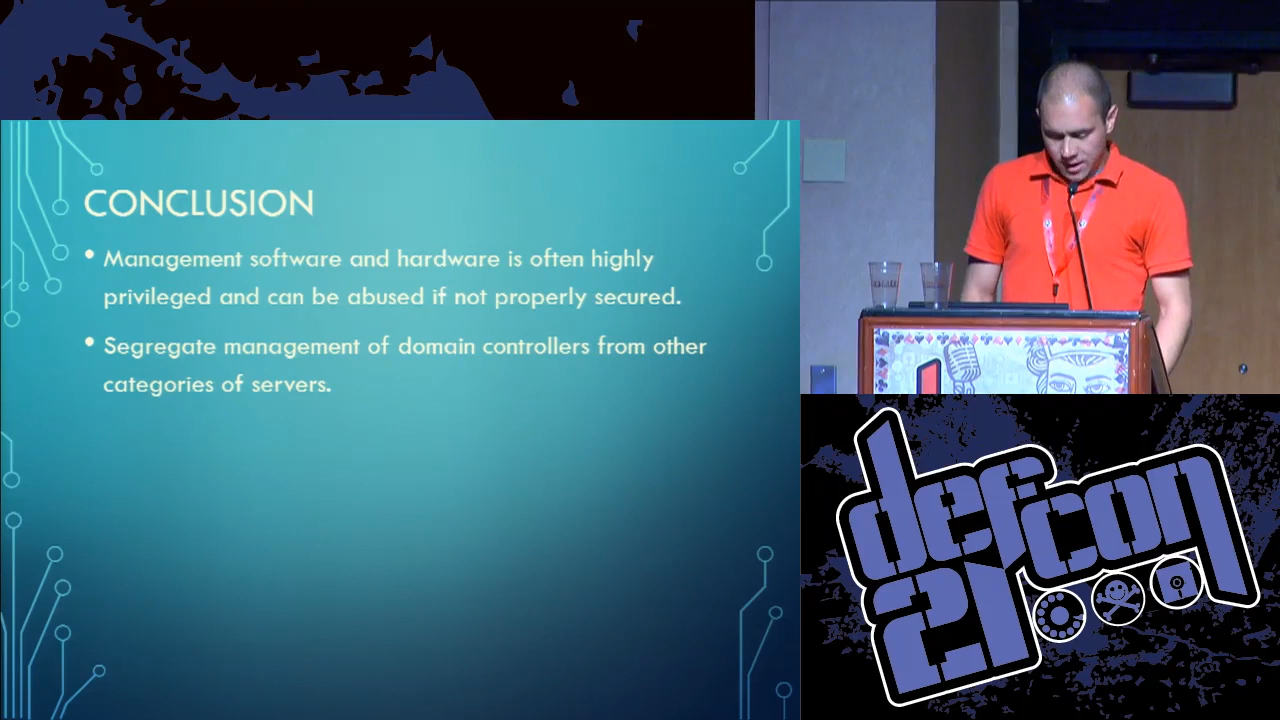 CONCLUSION
• Management software and hardware is often highly
privileged and can be abused if not properly secured.
• Segregate management of domain controllers from other
categories of servers.
defcon
21